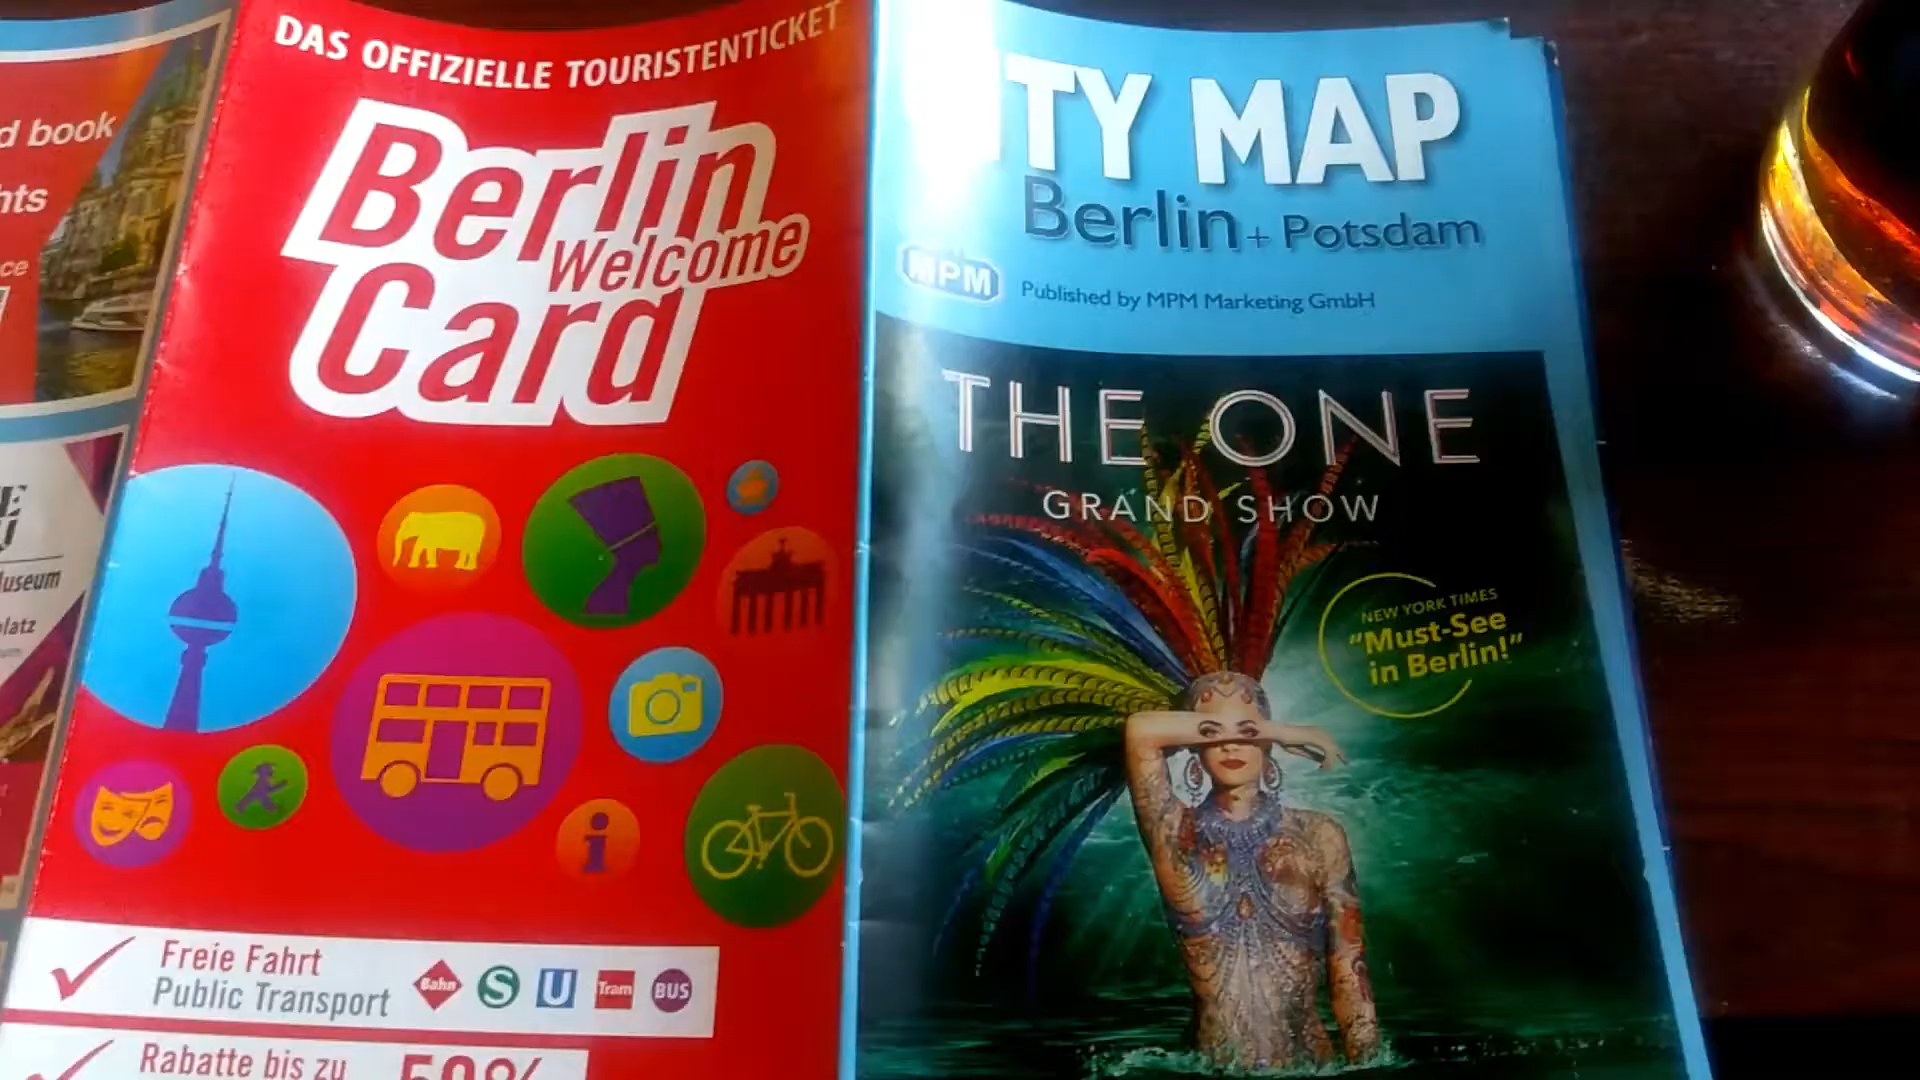 d book
hts
ce
useum
latz
DAS OFFIZIELLE TOURISTENTICKET
Berlin
Welcome
Card
i
Freie Fahrt
Public Transport
Bahn
S
U
Tram
BUS
Rabatte bis zu
50%
TY MAP
Berlin + Potsdam
MPM
Published by MPM Marketing GmbH
THE ONE
GRAND SHOW
NEW YORK TIMES
"Must-See
in Berlin!"